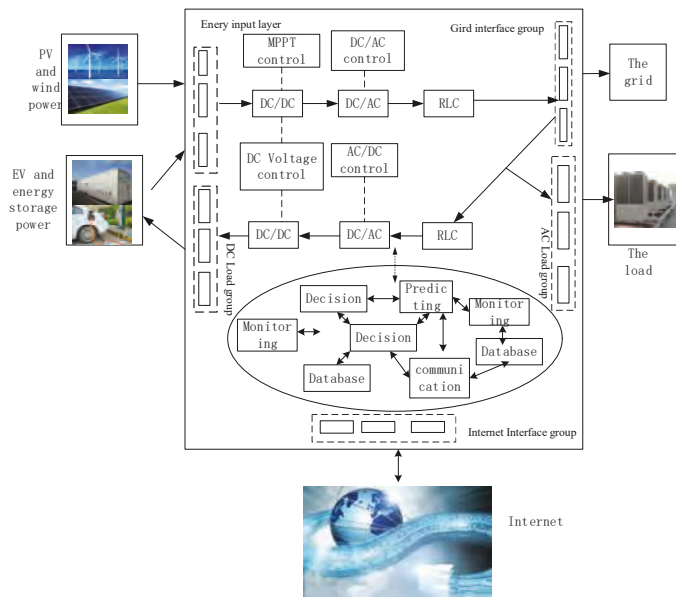 Enery input layer
Gird interface group
MPPT
control
DC/AC
control
PV
and
wind
power
The
grid
DC/DC
DC/AC
RLC
EV and
energy
storage
power
DC Voltage
control
AC/DC
control
DC/DC
DC/AC
RLC
DC Load group
AC Load group
The
load
Decision
Predic
ting
Monitor
ing
Monitor
ing
Decision
Database
Database
communi
cation
Internet Interface group
Internet